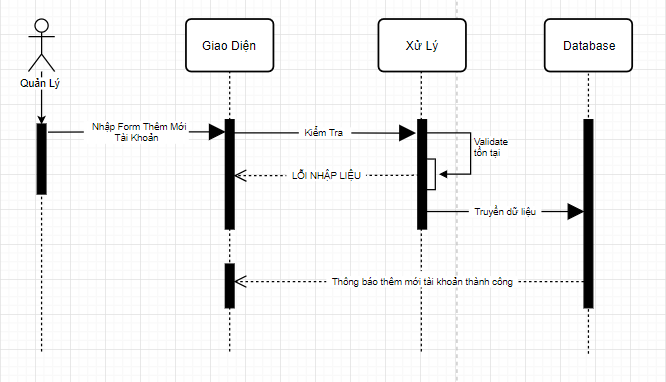 Giao Diện
Xử Lý
Database
Quản Lý
Nhập Form Thêm Mới
Tài Khoản
Kiểm Tra
Validate
tồn tại
LỖI NHẬP LIỆU
Truyền dữ liệu
Thông báo thêm mới tài khoản thành công